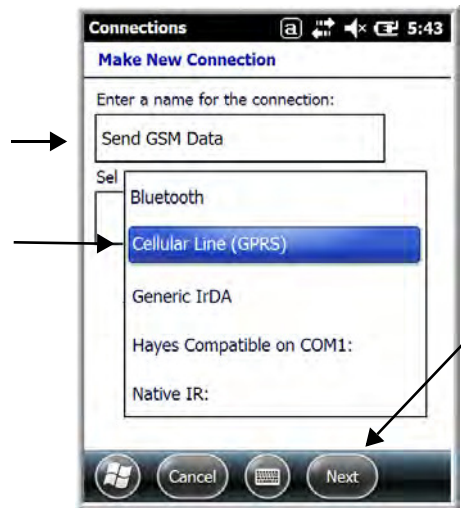 Connections a 5:43
Make New Connection
Enter a name for the connection:
Send GSM Data
Sel
Bluetooth
Cellular Line (GPRS)
Generic IrDA
Hayes Compatible on COM1:
Native IR:
Cancel Next